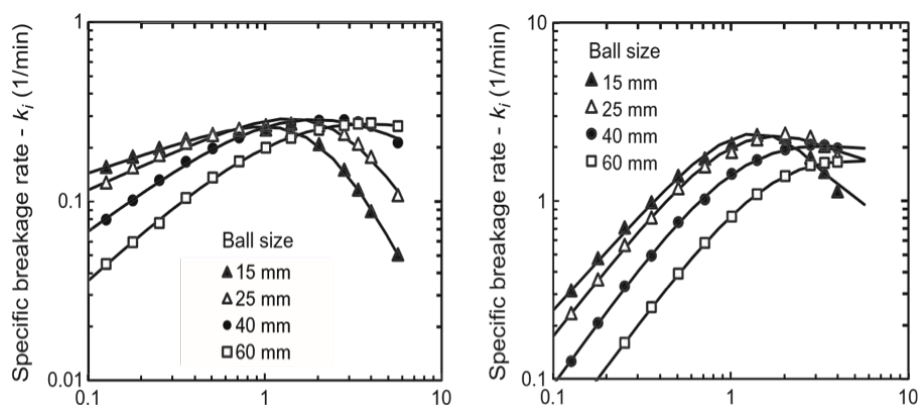 Specific breakage rate - ki (1/min)
1
0.1
0.01
0.1
1
10
Ball size
15 mm
25 mm
40 mm
60 mm
Specific breakage rate - ki (1/min)
10
1
0.1
0.1
1
10
Ball size
15 mm
25 mm
40 mm
60 mm